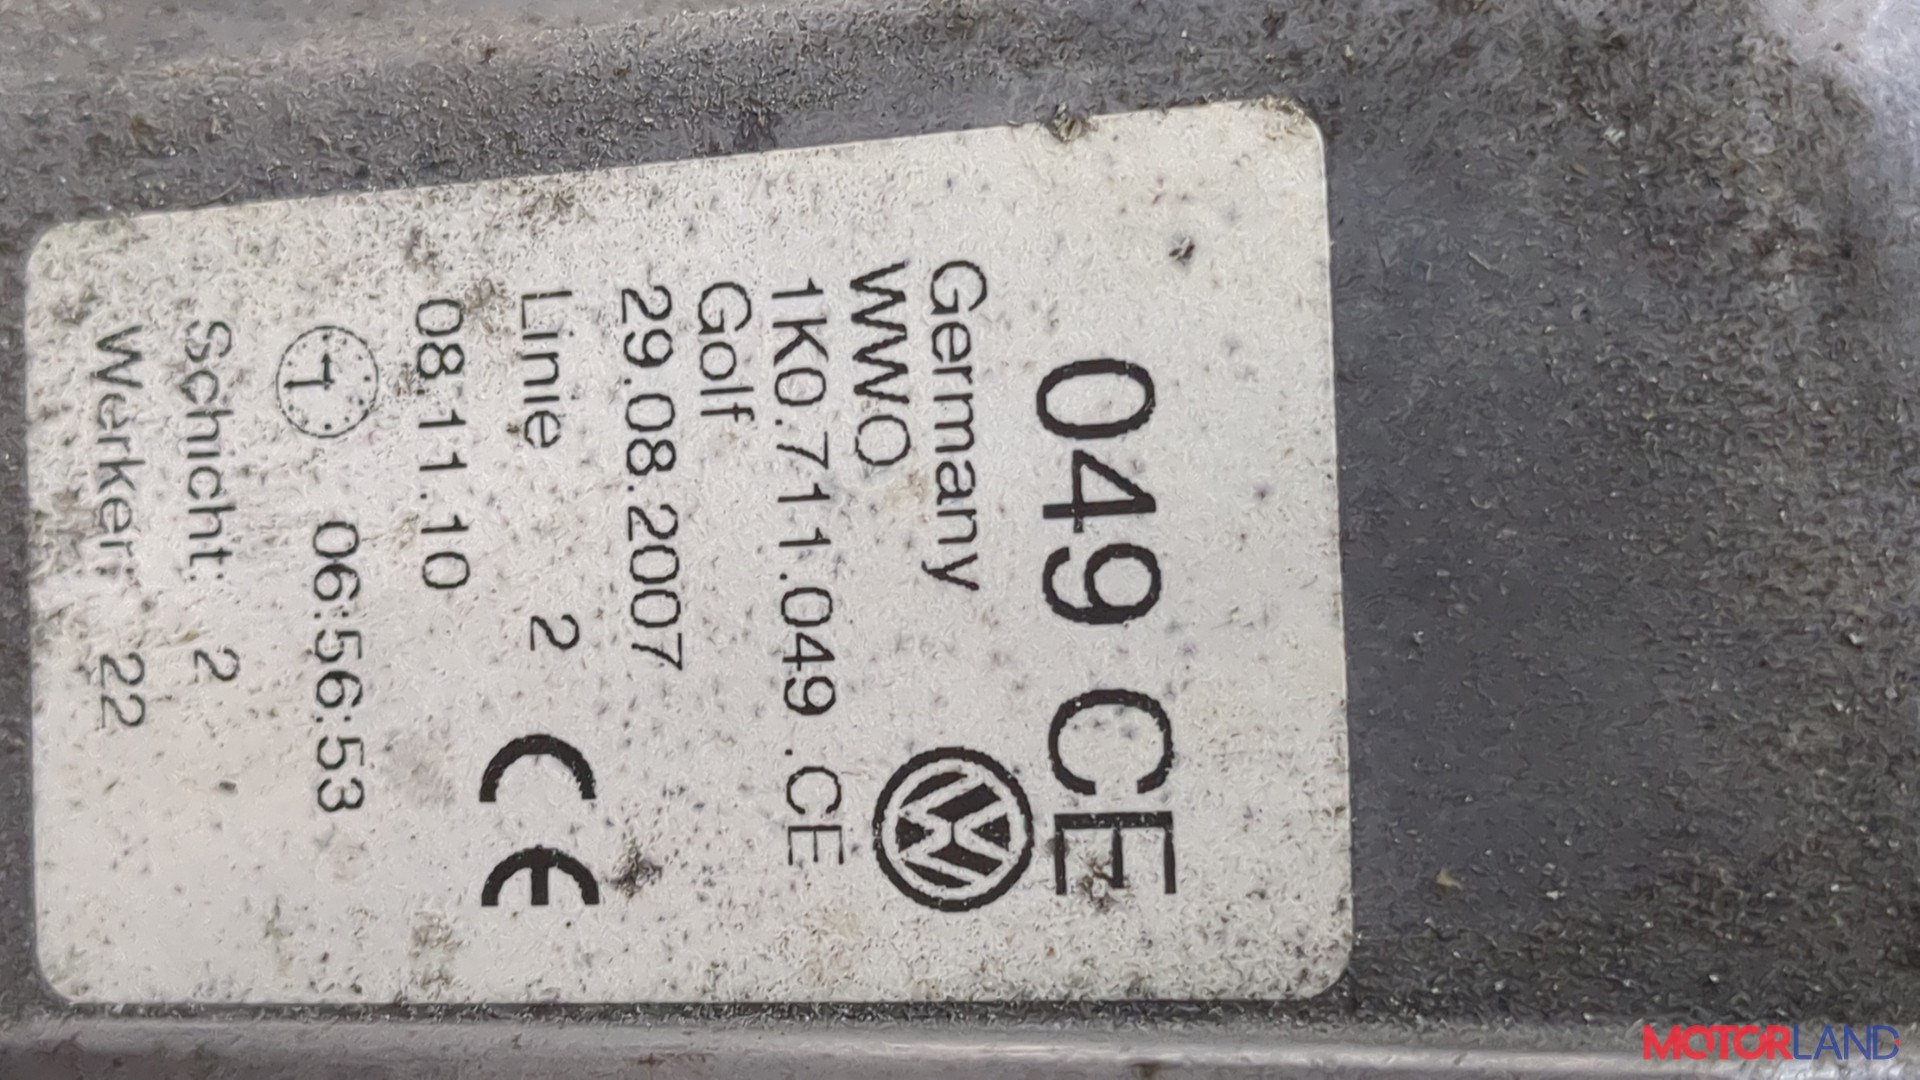 049 CE
Germany
WWO
1K0.711.049 .CE
Golf
29.08.2007
Linie 2
CE
08.11.10
06:56:53
Schicht: 2
Werker: 22
MOTORLAND